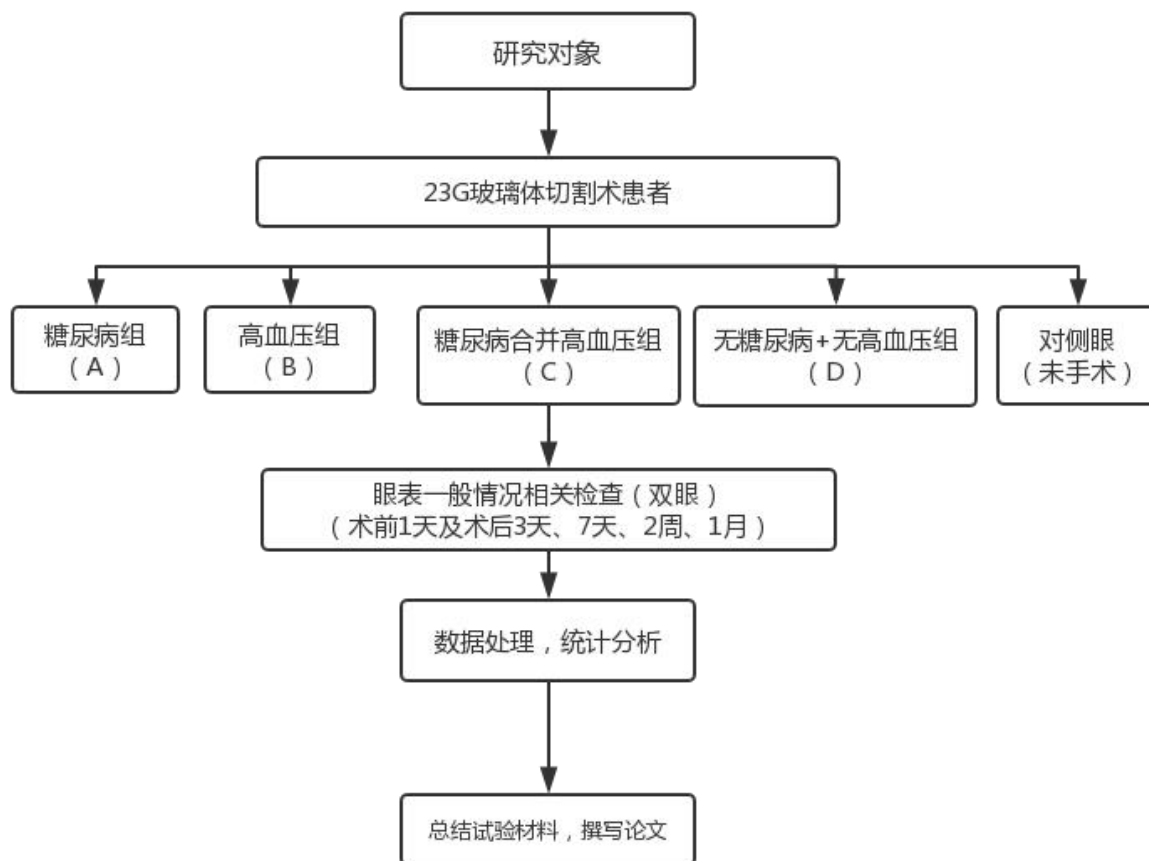 研究对象
23G玻璃体切割术患者
糖尿病组
（A）
高血压组
（B）
糖尿病合并高血压组
（C）
无糖尿病+无高血压组
（D）
对侧眼
（未手术）
眼表一般情况相关检查（双眼）
（术前1天及术后3天、7天、2周、1月）
数据处理，统计分析
总结试验材料，撰写论文